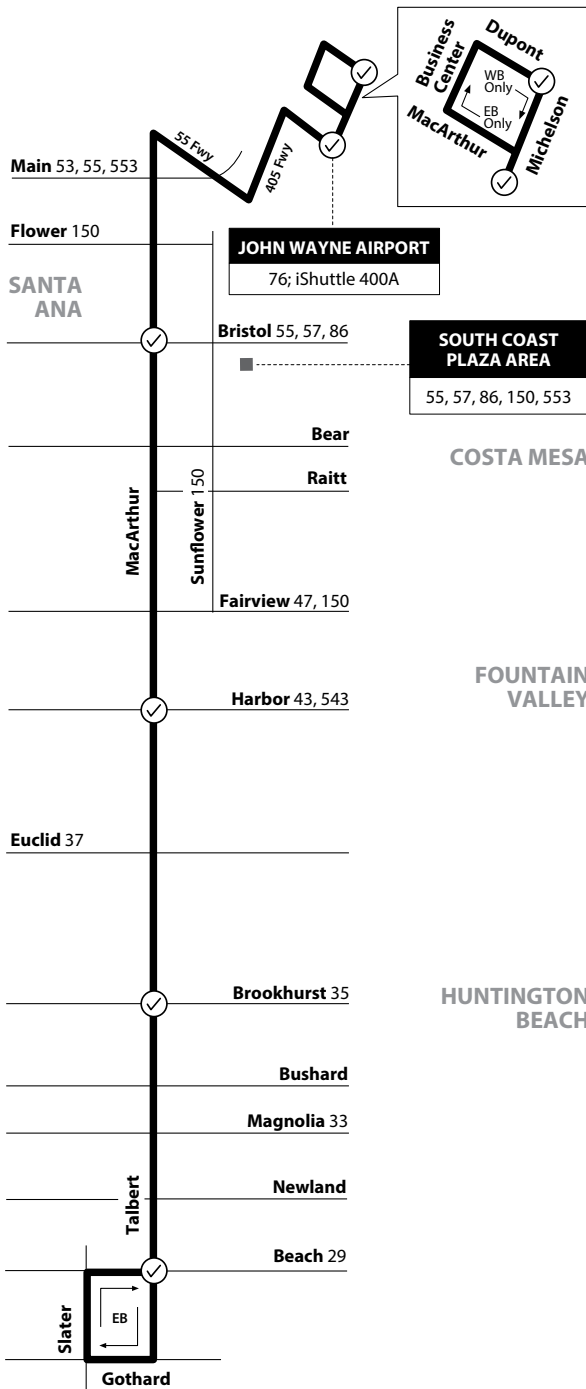 Business
Center
Dupont
WB
Only
EB
Only
MacArthur
Michelson
55 Fwy
405 Fwy
Main 53, 55, 553
Flower 150
JOHN WAYNE AIRPORT
76; iShuttle 400A
SANTA
ANA
Bristol 55, 57, 86
SOUTH COAST
PLAZA AREA
55, 57, 86, 150, 553
Bear
COSTA MESA
Raitt
MacArthur
Sunflower 150
Fairview 47, 150
FOUNTAIN
VALLEY
Harbor 43, 543
Euclid 37
Brookhurst 35
HUNTINGTON
BEACH
Bushard
Magnolia 33
Newland
Talbert
Beach 29
Slater
EB
Gothard